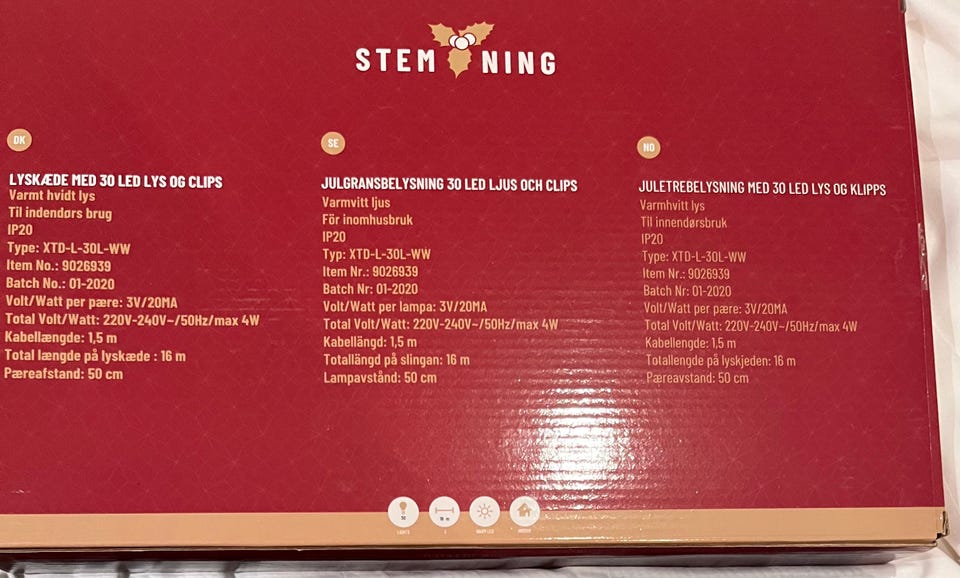 STEMNING
DK
LYSKÆDE MED 30 LED LYS OG CLIPS
Varmt hvidt lys
Til indendørs brug
IP20
Type: XTD-L-30L-WW
Item No.: 9026939
Batch No.: 01-2020
Volt/Watt per pære: 3V/20MA
Total Volt/Watt: 220V-240V~/50Hz/max 4W
Kabellængde: 1,5 m
Total længde på lyskæde : 16 m
Pæreafstand: 50 cm
SE
JULGRANSBELYSNING 30 LED LJUS OCH CLIPS
Varmvitt ljus
För inomhusbruk
IP20
Typ: XTD-L-30L-WW
Item Nr.: 9026939
Batch Nr: 01-2020
Volt/Watt per lampa: 3V/20MA
Total Volt/Watt: 220V-240V~/50Hz/max 4W
Kabellängd: 1,5 m
Totallängd på slingan: 16 m
Lampavstånd: 50 cm
NO
JULETREBELYSNING MED 30 LED LYS OG KLIPPS
Varmhvitt lys
Til innendørsbruk
IP20
Type: XTD-L-30L-WW
Item Nr.: 9026939
Batch Nr: 01-2020
Volt/Watt per pære: 3V/20MA
Total Volt/Watt: 220V-240V~/50Hz/max 4W
Kabellengde: 1,5 m
Totallengde på lyskjeden: 16 m
Pæreavstand: 50 cm
30
LIGHTS
WARM LED
INDOOR